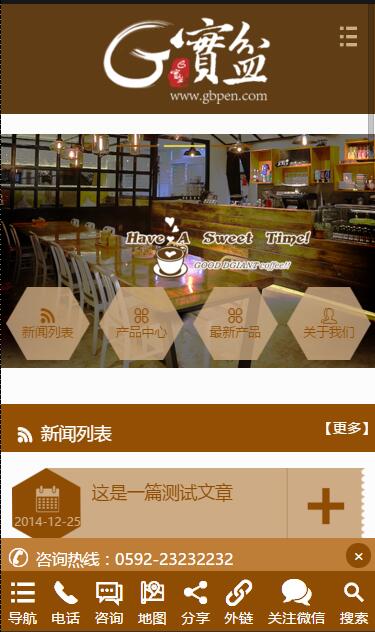 G寶盆
www.gbpen.com
Have A Sweet Time!
GOOD DGIANT coffee!!
新闻列表 产品中心 最新产品 关于我们
新闻列表 【更多】
这是一篇测试文章
2014-12-25
咨询热线：0592-23232232
导航 电话 咨询 地图 分享 外链 关注微信 搜索